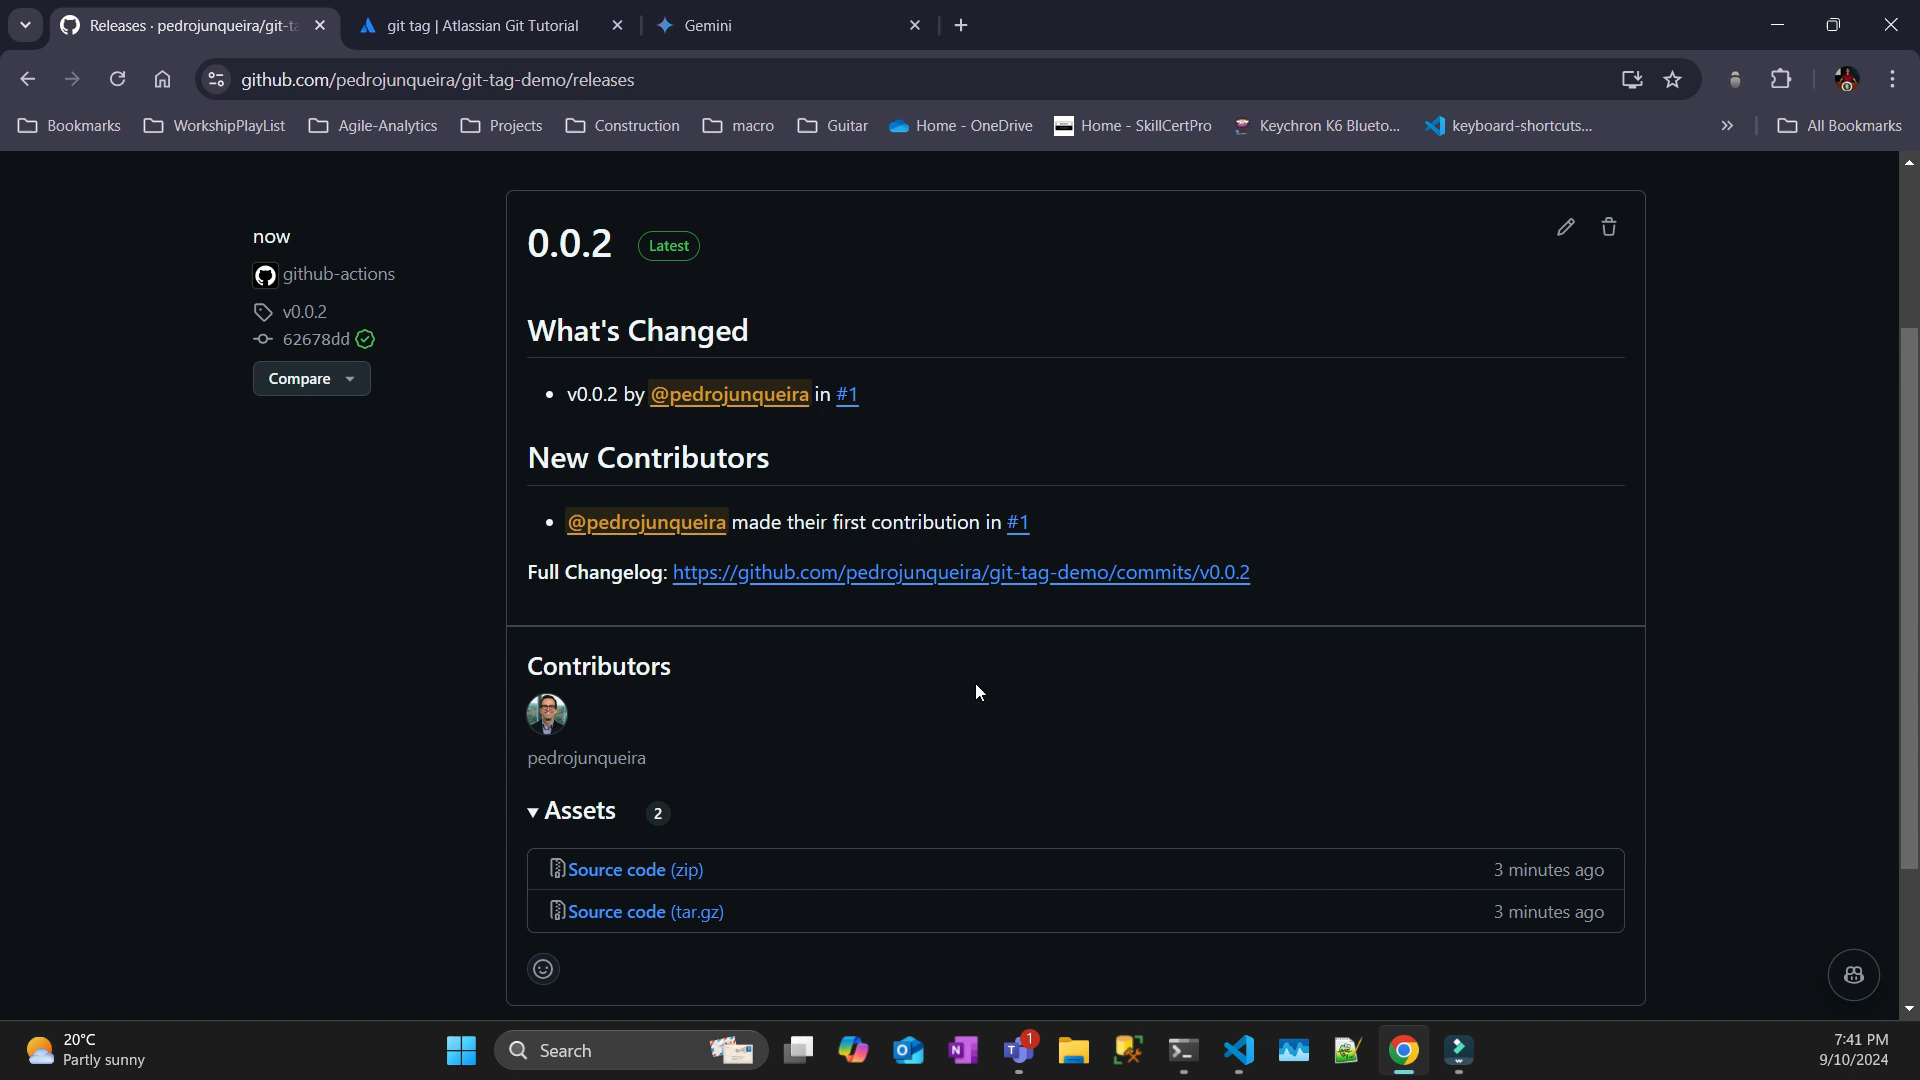 Releases · pedrojunqueira/git-ta
git tag | Atlassian Git Tutorial
Gemini
github.com/pedrojunqueira/git-tag-demo/releases
Bookmarks
WorkshipPlayList
Agile-Analytics
Projects
Construction
macro
Guitar
Home - OneDrive
Home - SkillCertPro
Keychron K6 Blueto...
keyboard-shortcuts...
All Bookmarks
now
github-actions
v0.0.2
62678dd
Compare
0.0.2 Latest
What's Changed
• v0.0.2 by @pedrojunqueira in #1
New Contributors
• @pedrojunqueira made their first contribution in #1
Full Changelog: https://github.com/pedrojunqueira/git-tag-demo/commits/v0.0.2
Contributors
pedrojunqueira
Assets 2
Source code (zip) 3 minutes ago
Source code (tar.gz) 3 minutes ago
20°C
Partly sunny
Search
1
7:41 PM
9/10/2024